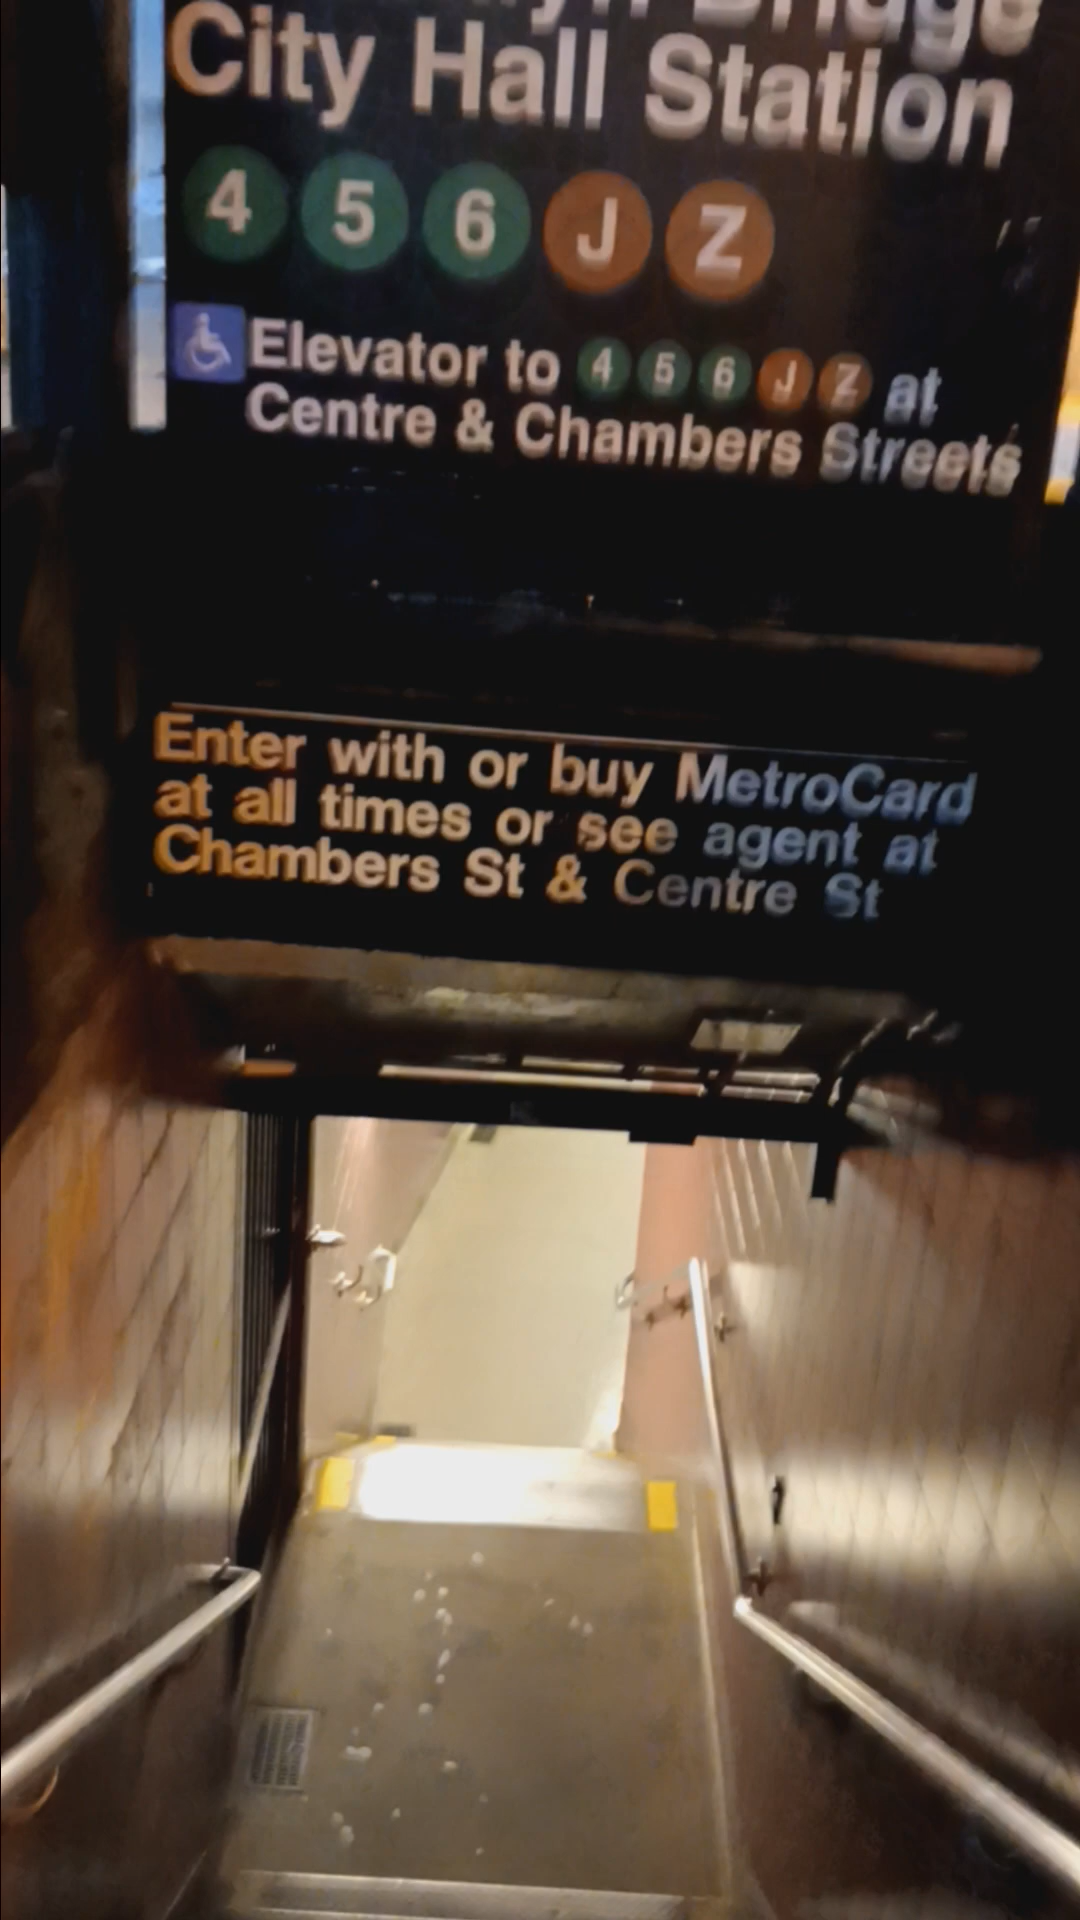 Bridge
City Hall Station
4 5 6 J Z
Elevator to 4 5 6 J Z at
Centre & Chambers Streets
Enter with or buy MetroCard
at all times or see agent at
Chambers St & Centre St